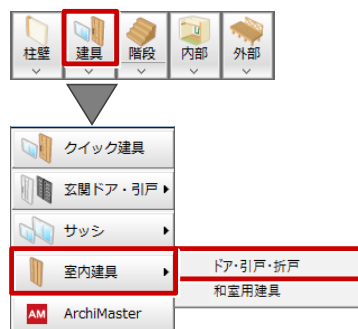 柱壁 建具 階段 内部 外部
クイック建具
玄関ドア・引戸
サッシ
室内建具 ドア・引戸・折戸
和室用建具
AM ArchiMaster